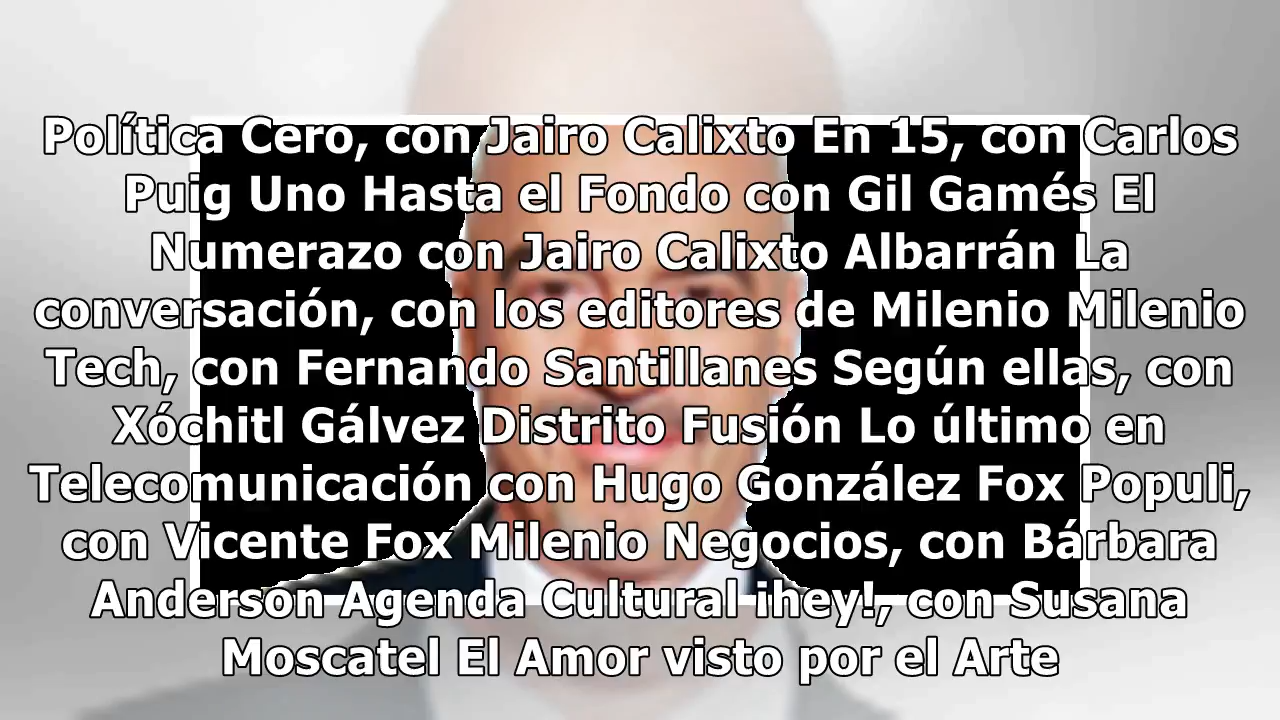 Política Cero, con Jairo Calixto En 15, con Carlos
Puig Uno Hasta el Fondo con Gil Gamés El
Numerazo con Jairo Calixto Albarrán La
conversación, con los editores de Milenio Milenio
Tech, con Fernando Santillanes Según ellas, con
Xóchitl Gálvez Distrito Fusión Lo último en
Telecomunicación con Hugo González Fox Populi,
con Vicente Fox Milenio Negocios, con Bárbara
Anderson Agenda Cultural ihey!, con Susana
Moscatel El Amor visto por el Arte